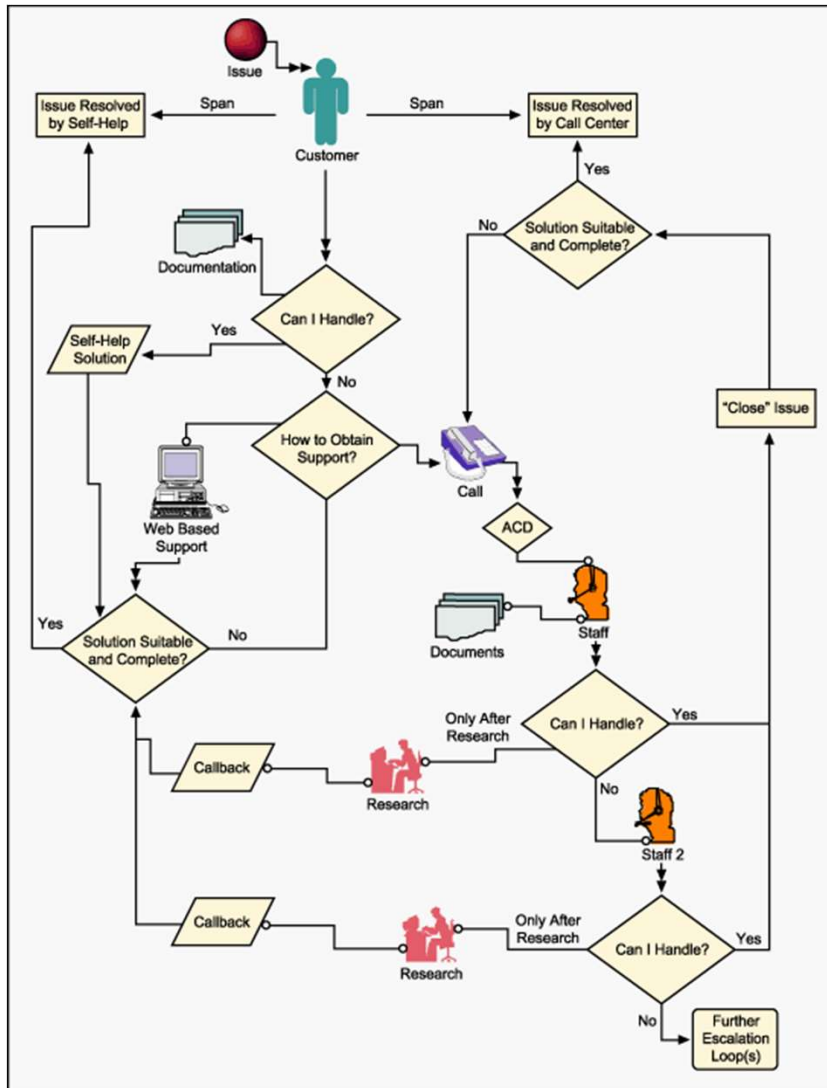 Issue
Issue Resolved
by Self-Help
Span
Span
Issue Resolved
by Call Center
Customer
Yes
No
Solution Suitable
and Complete?
Documentation
Can I Handle?
Yes
Self-Help
Solution
No
"Close" Issue
How to Obtain
Support?
Call
Web Based
Support
ACD
Yes
Solution Suitable
and Complete?
No
Documents
Staff
Only After
Research
Can I Handle?
Yes
Callback
Research
No
Staff 2
Callback
Research
Only After
Research
Can I Handle?
Yes
No
Further
Escalation
Loop(s)